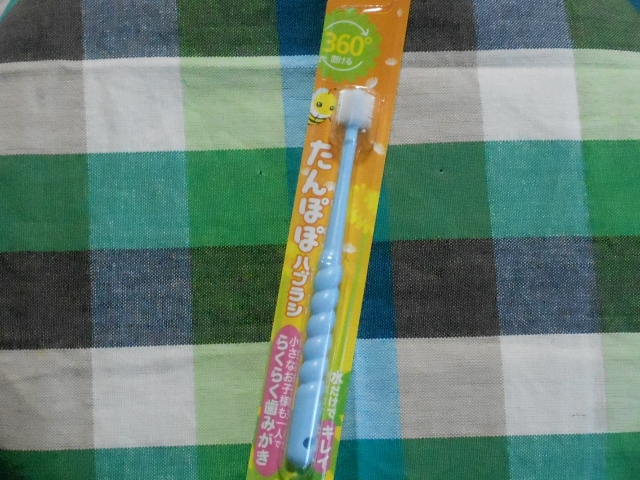 360°
磨ける
たんぽぽ
ハブラシ
小さなお子様も一人で
らくらく歯みがき
水だけで
キレイ